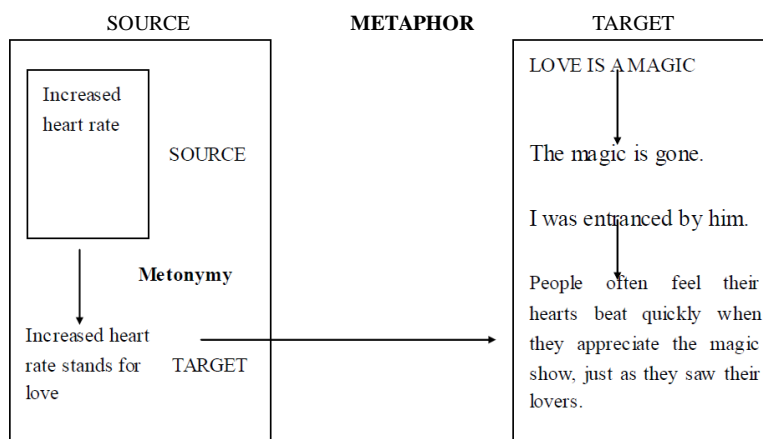 SOURCE
METAPHOR
TARGET
Increased
heart rate
SOURCE
Metonymy
Increased heart
rate stands for
love
TARGET
LOVE IS A MAGIC
The magic is gone.
I was entranced by him.
People often feel their
hearts beat quickly when
they appreciate the magic
show, just as they saw their
lovers.